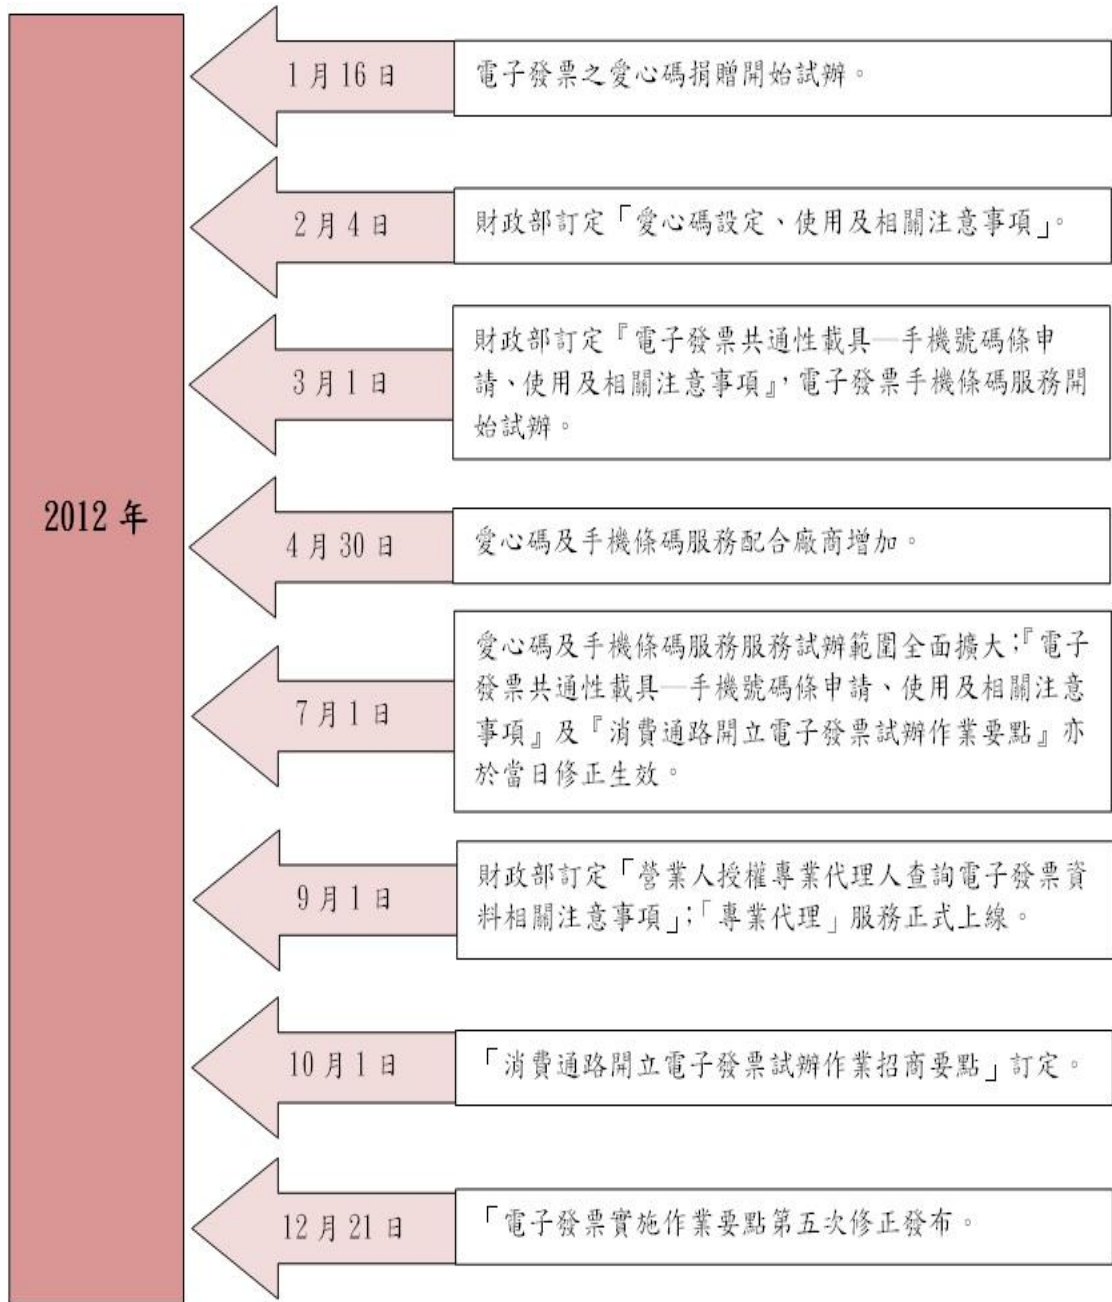 1 月 16 日
電子發票之愛心碼捐贈開始試辦。
2 月 4 日
財政部訂定「愛心碼設定、使用及相關注意事項」。
3 月 1 日
財政部訂定『電子發票共通性載具—手機號碼條申
請、使用及相關注意事項』，電子發票手機條碼服務開
始試辦。
2012 年
4 月 30 日
愛心碼及手機條碼服務配合廠商增加。
7 月 1 日
愛心碼及手機條碼服務服務試辦範圍全面擴大；『電子
發票共通性載具—手機號碼條申請、使用及相關注意
事項』及『消費通路開立電子發票試辦作業要點』亦
於當日修正生效。
9 月 1 日
財政部訂定「營業人授權專業代理人查詢電子發票資
料相關注意事項」；「專業代理」服務正式上線。
10 月 1 日
「消費通路開立電子發票試辦作業招商要點」訂定。
12 月 21 日
「電子發票實施作業要點第五次修正發布。